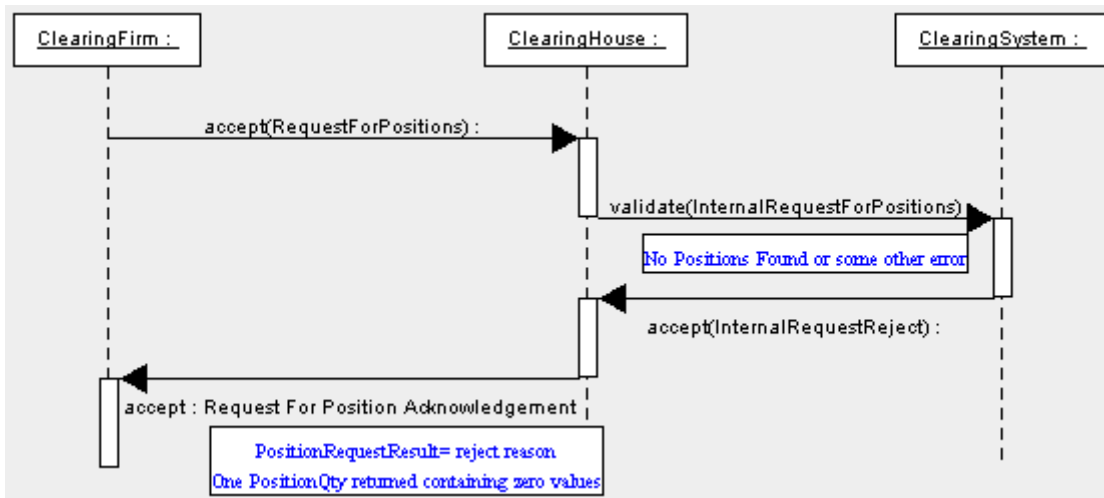 ClearingFirm :
ClearingHouse :
ClearingSystem :
accept(RequestForPositions) :
validate(InternalRequestForPositions)
No Positions Found or some other error
accept(InternalRequestReject) :
accept : Request For Position Acknowledgement
PositionRequestResult= reject reason
One PositionQty returned containing zero values